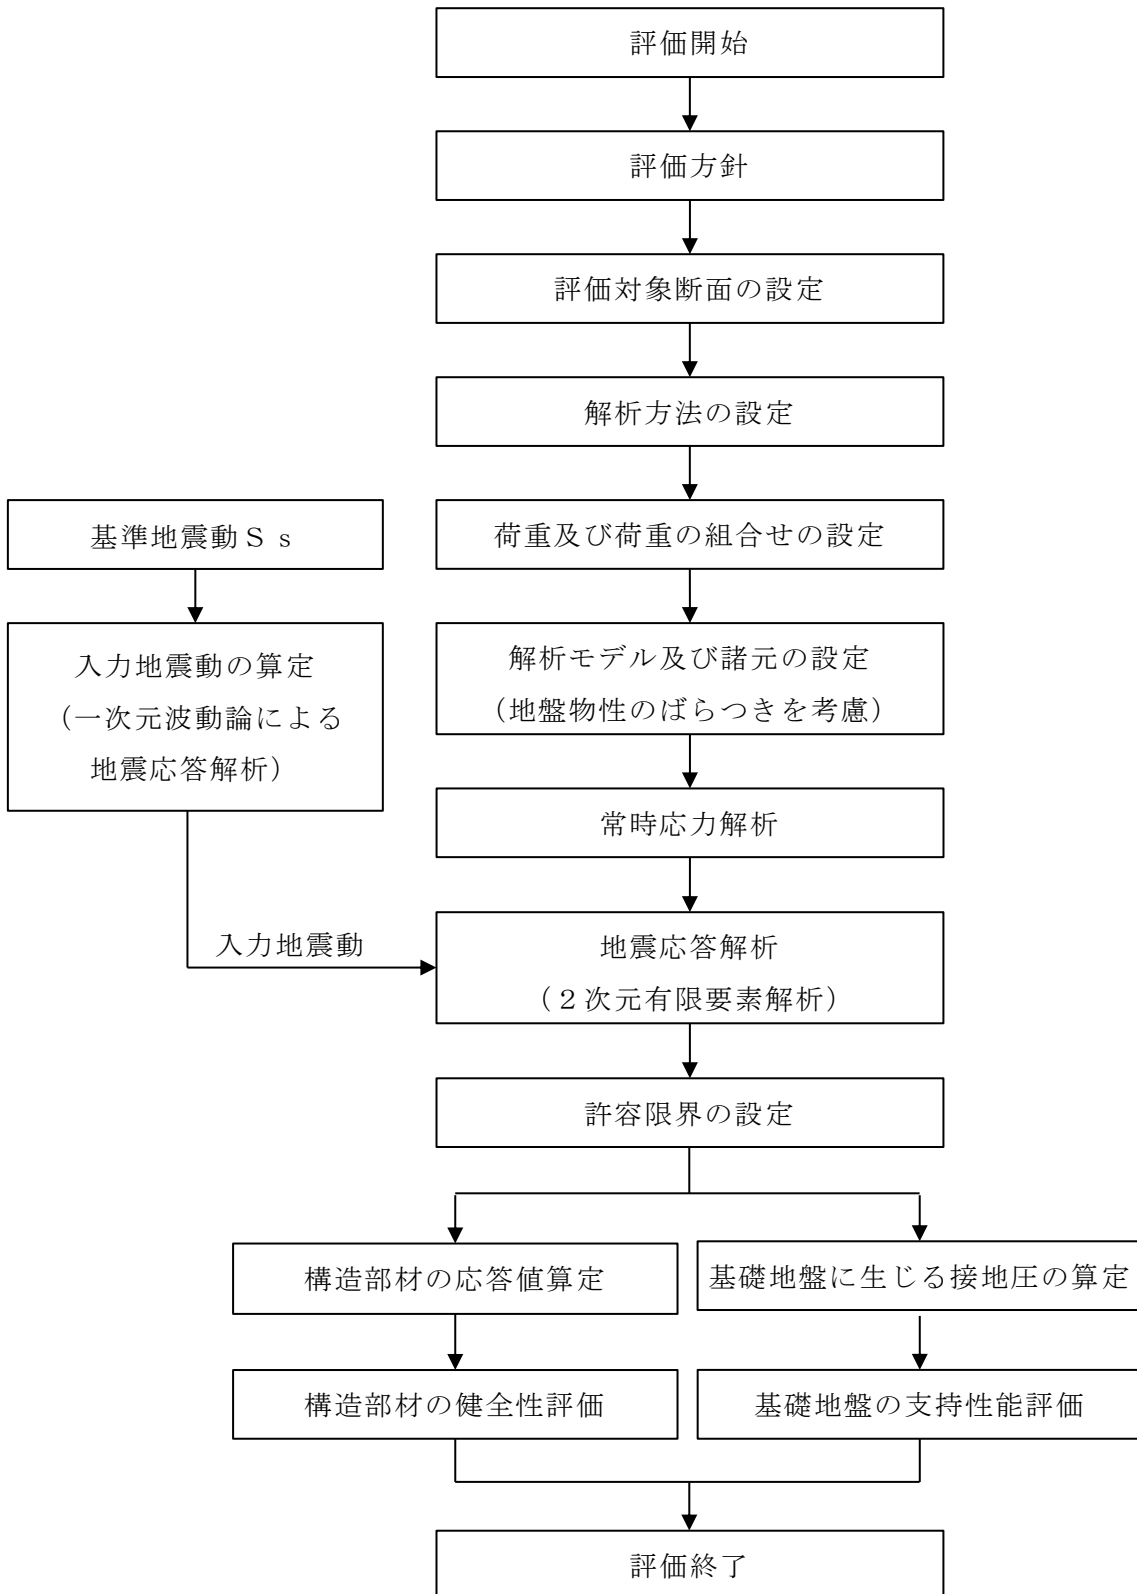 評価開始
評価方針
評価対象断面の設定
解析方法の設定
荷重及び荷重の組合せの設定
基準地震動Ｓｓ
入力地震動の算定
（一次元波動論による
地震応答解析）
解析モデル及び諸元の設定
（地盤物性のばらつきを考慮）
常時応力解析
入力地震動
地震応答解析
（２次元有限要素解析）
許容限界の設定
構造部材の応答値算定
基礎地盤に生じる接地圧の算定
構造部材の健全性評価
基礎地盤の支持性能評価
評価終了